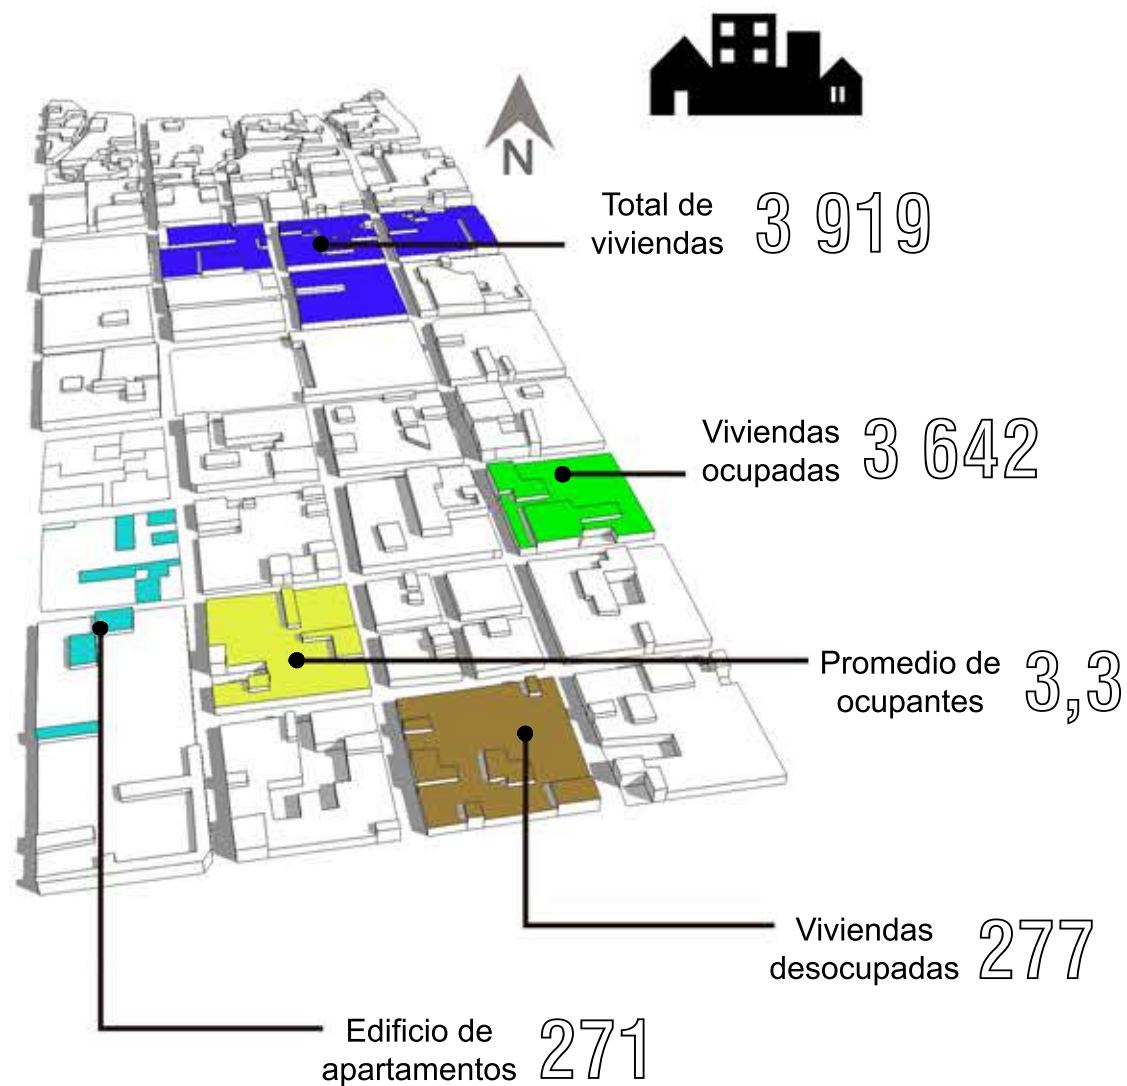 N
Total de
viviendas
3 919
Viviendas
ocupadas
3 642
Promedio de
ocupantes
3,3
Viviendas
desocupadas
277
Edificio de
apartamentos
271